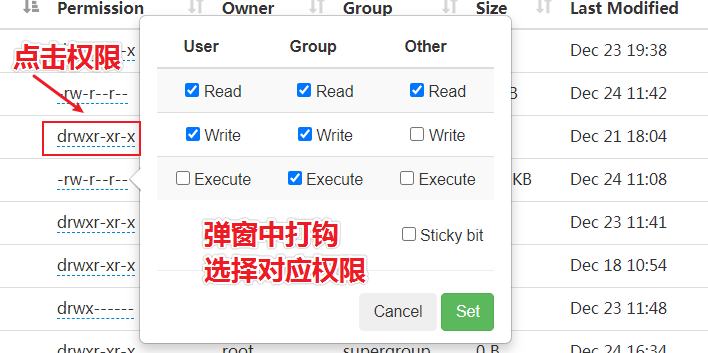 Permission Owner Group Size Last Modified
点击权限
Dec 23 19:38
-rw-r--r--
Dec 24 11:42
drwxr-xr-x
Dec 21 18:04
-rw-r--r--
KB
Dec 24 11:08
drwxr-xr-x
Dec 23 11:41
drwxr-xr-x
Dec 18 10:54
drwx------
Dec 23 11:48
drwxr-xr-x root supergroup 0 B Dec 24 16:34
User Group Other
Read Read Read
Write Write Write
Execute Execute Execute
Sticky bit
弹窗中打钩
选择对应权限
Cancel Set